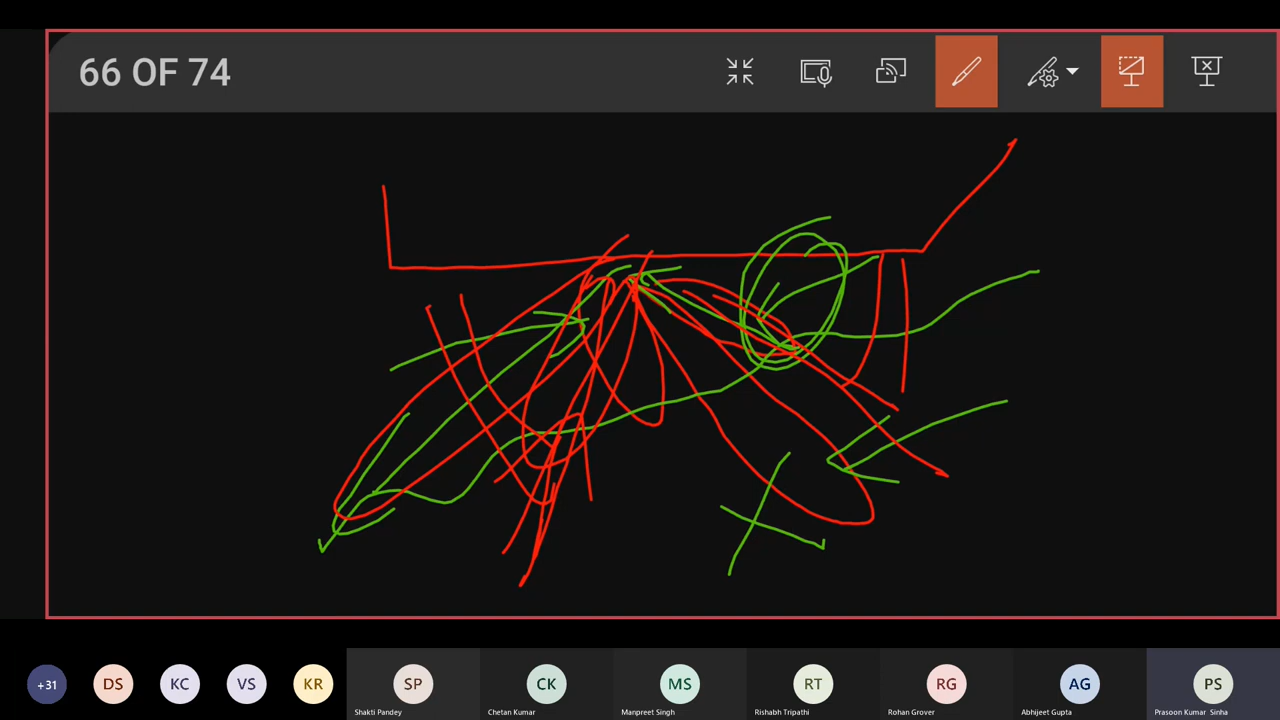 66 OF 74
+31 DS KC VS KR SP CK MS RT RG AG PS
Shakti Pandey Chetan Kumar Manpreet Singh Rishabh Tripathi Rohan Grover Abhijeet Gupta Prasoon Kumar Sinha